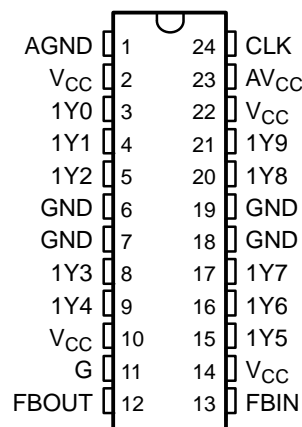 AGND 1 24 CLK
VCC 2 23 AVCC
1Y0 3 22 VCC
1Y1 4 21 1Y9
1Y2 5 20 1Y8
GND 6 19 GND
GND 7 18 GND
1Y3 8 17 1Y7
1Y4 9 16 1Y6
VCC 10 15 1Y5
G 11 14 VCC
FBOUT 12 13 FBIN